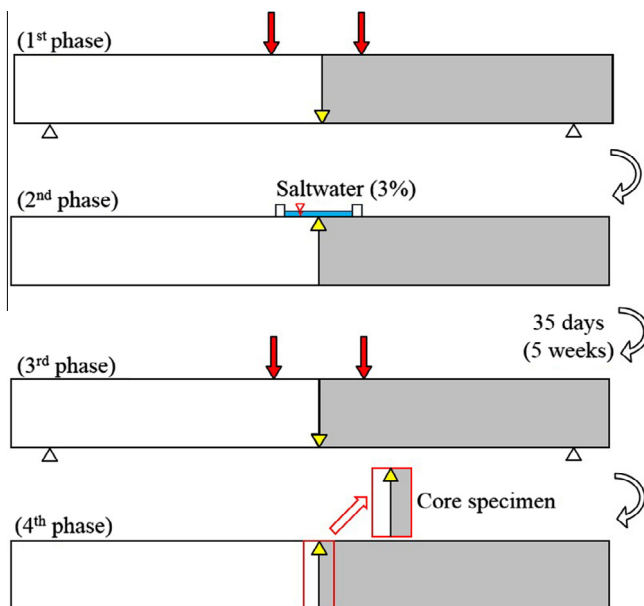 (1st phase)
Saltwater (3%)
(2nd phase)
35 days
(5 weeks)
(3rd phase)
Core specimen
(4th phase)